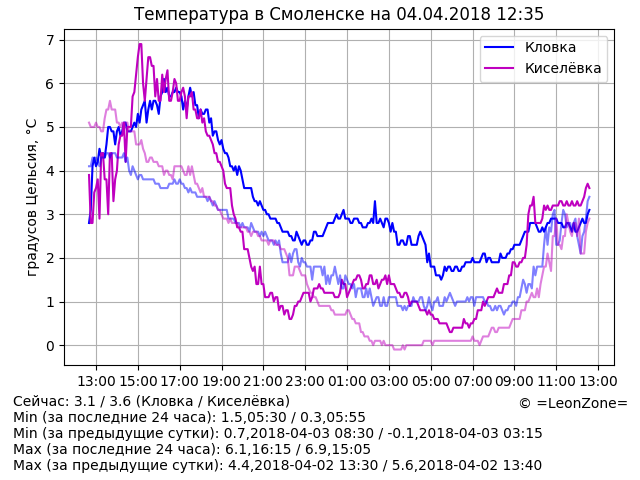 Температура в Смоленске на 04.04.2018 12:35
градусов Цельсия, °C
7
6
5
4
3
2
1
0
Кловка
Киселёвка
13:00 15:00 17:00 19:00 21:00 23:00 01:00 03:00 05:00 07:00 09:00 11:00 13:00
Сейчас: 3.1 / 3.6 (Кловка / Киселёвка)
© =LeonZone=
Min (за последние 24 часа): 1.5,05:30 / 0.3,05:55
Min (за предыдущие сутки): 0.7,2018-04-03 08:30 / -0.1,2018-04-03 03:15
Max (за последние 24 часа): 6.1,16:15 / 6.9,15:05
Max (за предыдущие сутки): 4.4,2018-04-02 13:30 / 5.6,2018-04-02 13:40